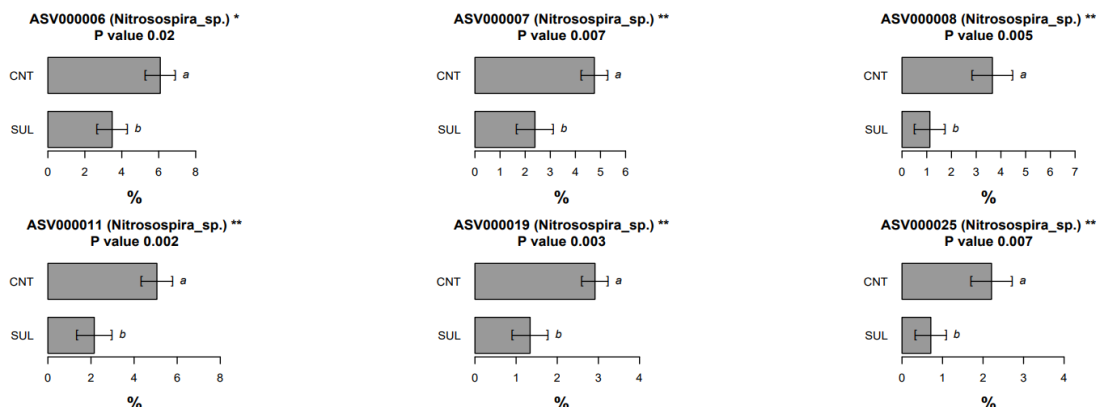 ASV000006 (Nitrosospira_sp.) *
P value 0.02
CNT
a
SUL
b
0 2 4 6 8
%
ASV000007 (Nitrosospira_sp.) **
P value 0.007
a
b
0 1 2 3 4 5 6
%
ASV000008 (Nitrosospira_sp.) **
P value 0.005
CNT
a
SUL
b
0 1 2 3 4 5 6 7
%
ASV000011 (Nitrosospira_sp.) **
P value 0.002
CNT
a
SUL
b
0 2 4 6 8
%
ASV000019 (Nitrosospira_sp.) **
P value 0.003
CNT
a
SUL
b
0 1 2 3 4
%
ASV000025 (Nitrosospira_sp.) **
P value 0.007
CNT
a
SUL
b
0 1 2 3 4
%